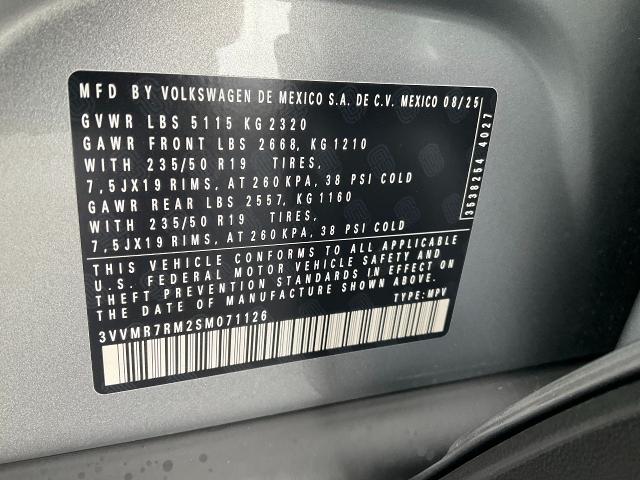 MFD BY VOLKSWAGEN DE MEXICO S.A. DE C.V. MEXICO 08/25
GVWR LBS 5115 KG 2320
GAWR FRONT LBS 2668, KG 1210
WITH 235/50 R19 TIRES,
7,5JX19 RIMS, AT 260 KPA, 38 PSI COLD
GAWR REAR LBS 2557, KG 1160
WITH 235/50 R19 TIRES,
7,5JX19 RIMS, AT 260 KPA, 38 PSI COLD
THIS VEHICLE CONFORMS TO ALL APPLICABLE
U.S. FEDERAL MOTOR VEHICLE SAFETY AND
THEFT PREVENTION STANDARDS IN EFFECT ON
THE DATE OF MANUFACTURE SHOWN ABOVE.
3VVMR7RM2SM071126 TYPE: MPV
3538254 4027